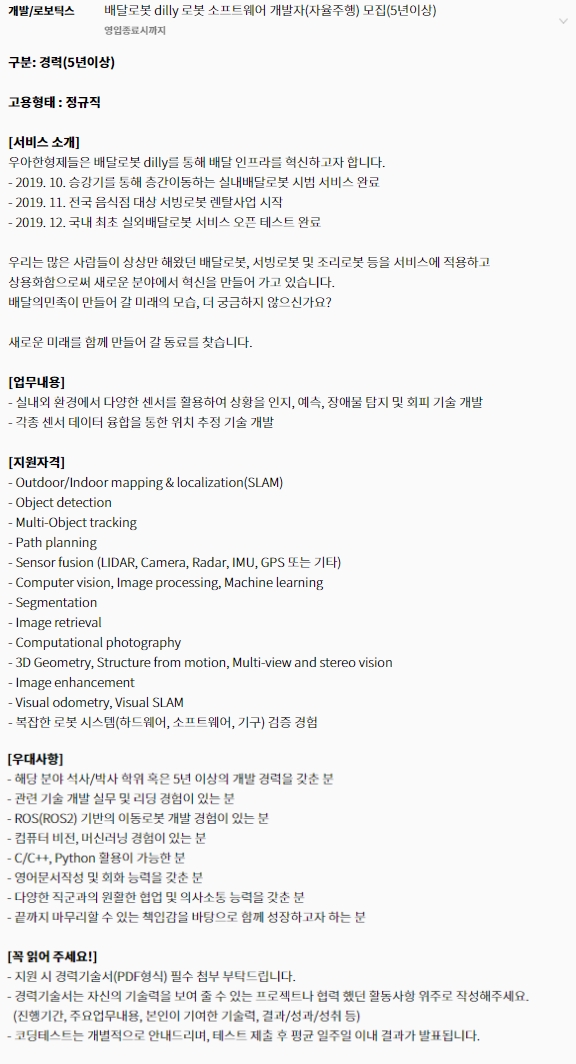 개발/로보틱스 배달로봇 dilly 로봇 소프트웨어 개발자(자율주행) 모집(5년이상)
영업종료시까지
구분: 경력(5년이상)
고용형태 : 정규직
[서비스 소개]
우아한형제들은 배달로봇 dilly를 통해 배달 인프라를 혁신하고자 합니다.
- 2019. 10. 승강기를 통해 층간이동하는 실내배달로봇 시범 서비스 완료
- 2019. 11. 전국 음식점 대상 서빙로봇 렌탈사업 시작
- 2019. 12. 국내 최초 실외배달로봇 서비스 오픈 테스트 완료
우리는 많은 사람들이 상상만 해왔던 배달로봇, 서빙로봇 및 조리로봇 등을 서비스에 적용하고
상용화함으로써 새로운 분야에서 혁신을 만들어 가고 있습니다.
배달의민족이 만들어 갈 미래의 모습, 더 궁금하지 않으신가요?
새로운 미래를 함께 만들어 갈 동료를 찾습니다.
[업무내용]
- 실내외 환경에서 다양한 센서를 활용하여 상황을 인지, 예측, 장애물 탐지 및 회피 기술 개발
- 각종 센서 데이터 융합을 통한 위치 추정 기술 개발
[지원자격]
- Outdoor/Indoor mapping & localization(SLAM)
- Object detection
- Multi-Object tracking
- Path planning
- Sensor fusion (LIDAR, Camera, Radar, IMU, GPS 또는 기타)
- Computer vision, Image processing, Machine learning
- Segmentation
- Image retrieval
- Computational photography
- 3D Geometry, Structure from motion, Multi-view and stereo vision
- Image enhancement
- Visual odometry, Visual SLAM
- 복잡한 로봇 시스템(하드웨어, 소프트웨어, 기구) 검증 경험
[우대사항]
- 해당 분야 석사/박사 학위 혹은 5년 이상의 개발 경력을 갖춘 분
- 관련 기술 개발 실무 및 리딩 경험이 있는 분
- ROS(ROS2) 기반의 이동로봇 개발 경험이 있는 분
- 컴퓨터 비전, 머신러닝 경험이 있는 분
- C/C++, Python 활용이 가능한 분
- 영어문서작성 및 회화 능력을 갖춘 분
- 다양한 직군과의 원활한 협업 및 의사소통 능력을 갖춘 분
- 끝까지 마무리할 수 있는 책임감을 바탕으로 함께 성장하고자 하는 분
[꼭 읽어 주세요!]
- 지원 시 경력기술서(PDF형식) 필수 첨부 부탁드립니다.
- 경력기술서는 자신의 기술력을 보여 줄 수 있는 프로젝트나 협력 했던 활동사항 위주로 작성해주세요.
(진행기간, 주요업무내용, 본인이 기여한 기술력, 결과/성과/성취 등)
- 코딩테스트는 개별적으로 안내드리며, 테스트 제출 후 평균 일주일 이내 결과가 발표됩니다.